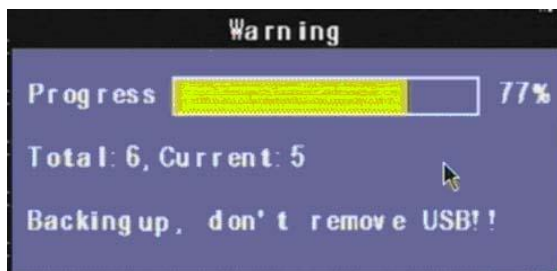 Warning
Progress 77%
Total: 6, Current: 5
Backing up, don't remove USB!!